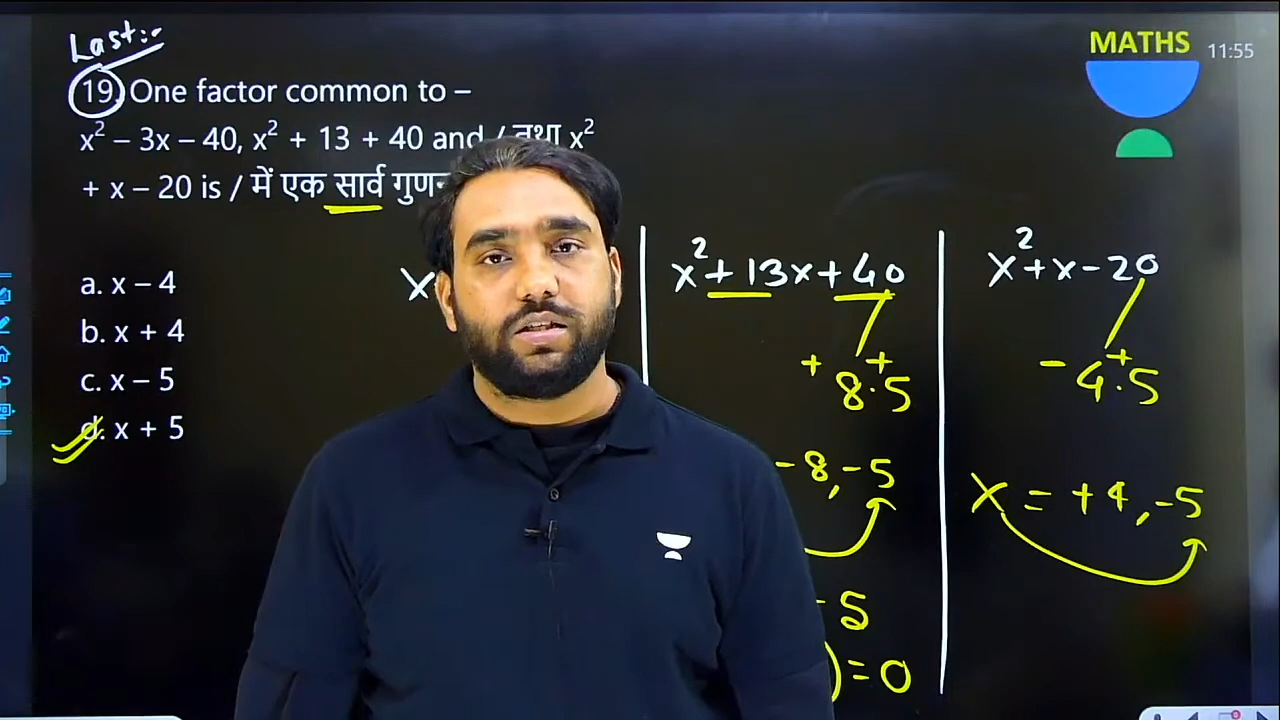 Last:-
MATHS
11:55
19. One factor common to –
x² – 3x – 40, x² + 13 + 40 and / तथा x²
+ x – 20 is / में एक सार्व
a. x – 4
b. x + 4
c. x – 5
d. x + 5
x
x² + 13x + 40
+ +
8.5
-8, -5
-5
) = 0
x² + x - 20
- +
4.5
x = +4, -5